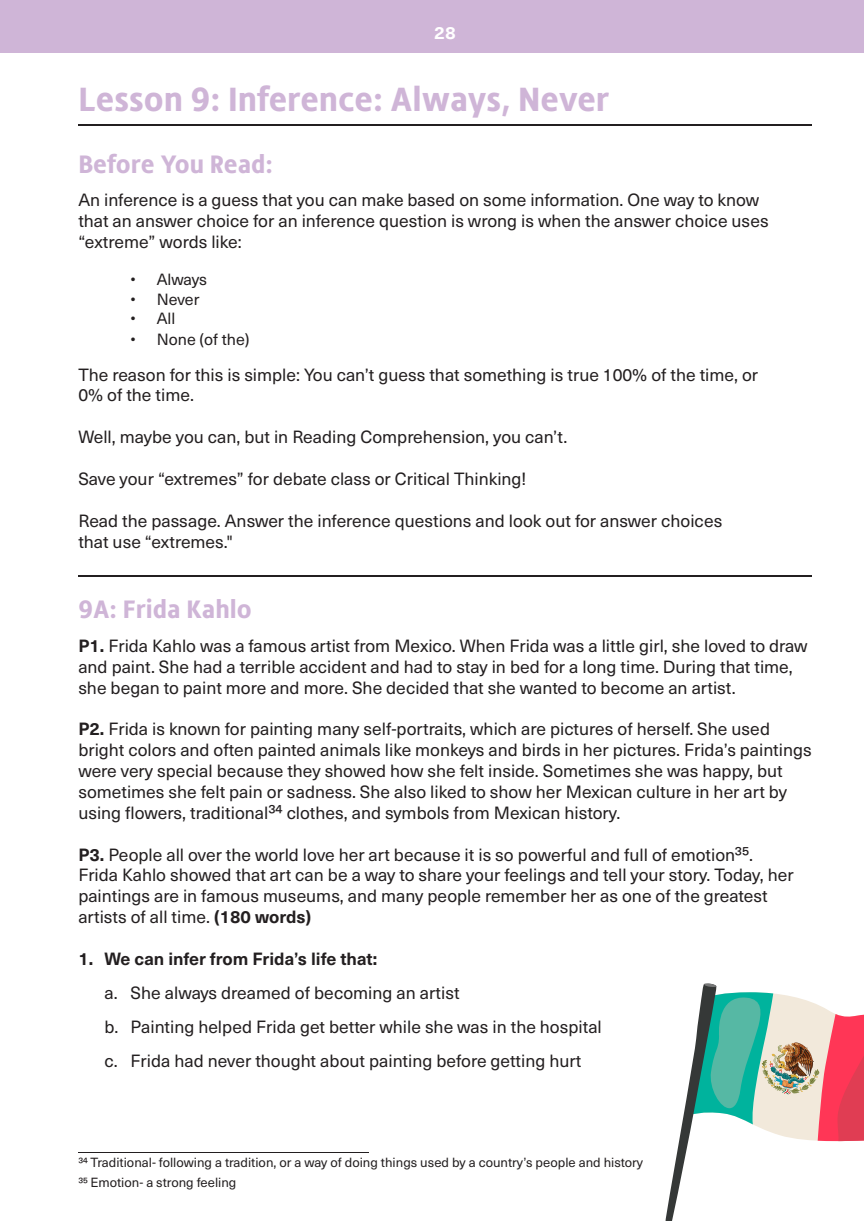 28
Lesson 9: Inference: Always, Never
Before You Read:
An inference is a guess that you can make based on some information. One way to know
that an answer choice for an inference question is wrong is when the answer choice uses
“extreme” words like:
• Always
• Never
• All
• None (of the)
The reason for this is simple: You can’t guess that something is true 100% of the time, or
0% of the time.
Well, maybe you can, but in Reading Comprehension, you can’t.
Save your “extremes” for debate class or Critical Thinking!
Read the passage. Answer the inference questions and look out for answer choices
that use “extremes."
9A: Frida Kahlo
P1. Frida Kahlo was a famous artist from Mexico. When Frida was a little girl, she loved to draw
and paint. She had a terrible accident and had to stay in bed for a long time. During that time,
she began to paint more and more. She decided that she wanted to become an artist.
P2. Frida is known for painting many self-portraits, which are pictures of herself. She used
bright colors and often painted animals like monkeys and birds in her pictures. Frida’s paintings
were very special because they showed how she felt inside. Sometimes she was happy, but
sometimes she felt pain or sadness. She also liked to show her Mexican culture in her art by
using flowers, traditional³⁴ clothes, and symbols from Mexican history.
P3. People all over the world love her art because it is so powerful and full of emotion³⁵.
Frida Kahlo showed that art can be a way to share your feelings and tell your story. Today, her
paintings are in famous museums, and many people remember her as one of the greatest
artists of all time. (180 words)
1. We can infer from Frida’s life that:
a. She always dreamed of becoming an artist
b. Painting helped Frida get better while she was in the hospital
c. Frida had never thought about painting before getting hurt
³⁴ Traditional- following a tradition, or a way of doing things used by a country’s people and history
³⁵ Emotion- a strong feeling